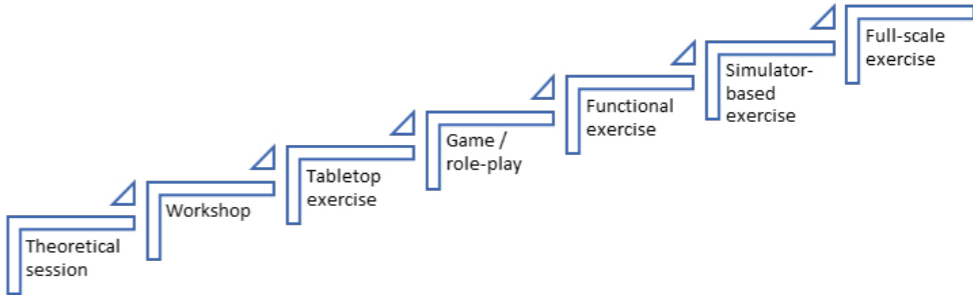 Theoretical
session
Workshop
Tabletop
exercise
Game /
role-play
Functional
exercise
Simulator-
based
exercise
Full-scale
exercise